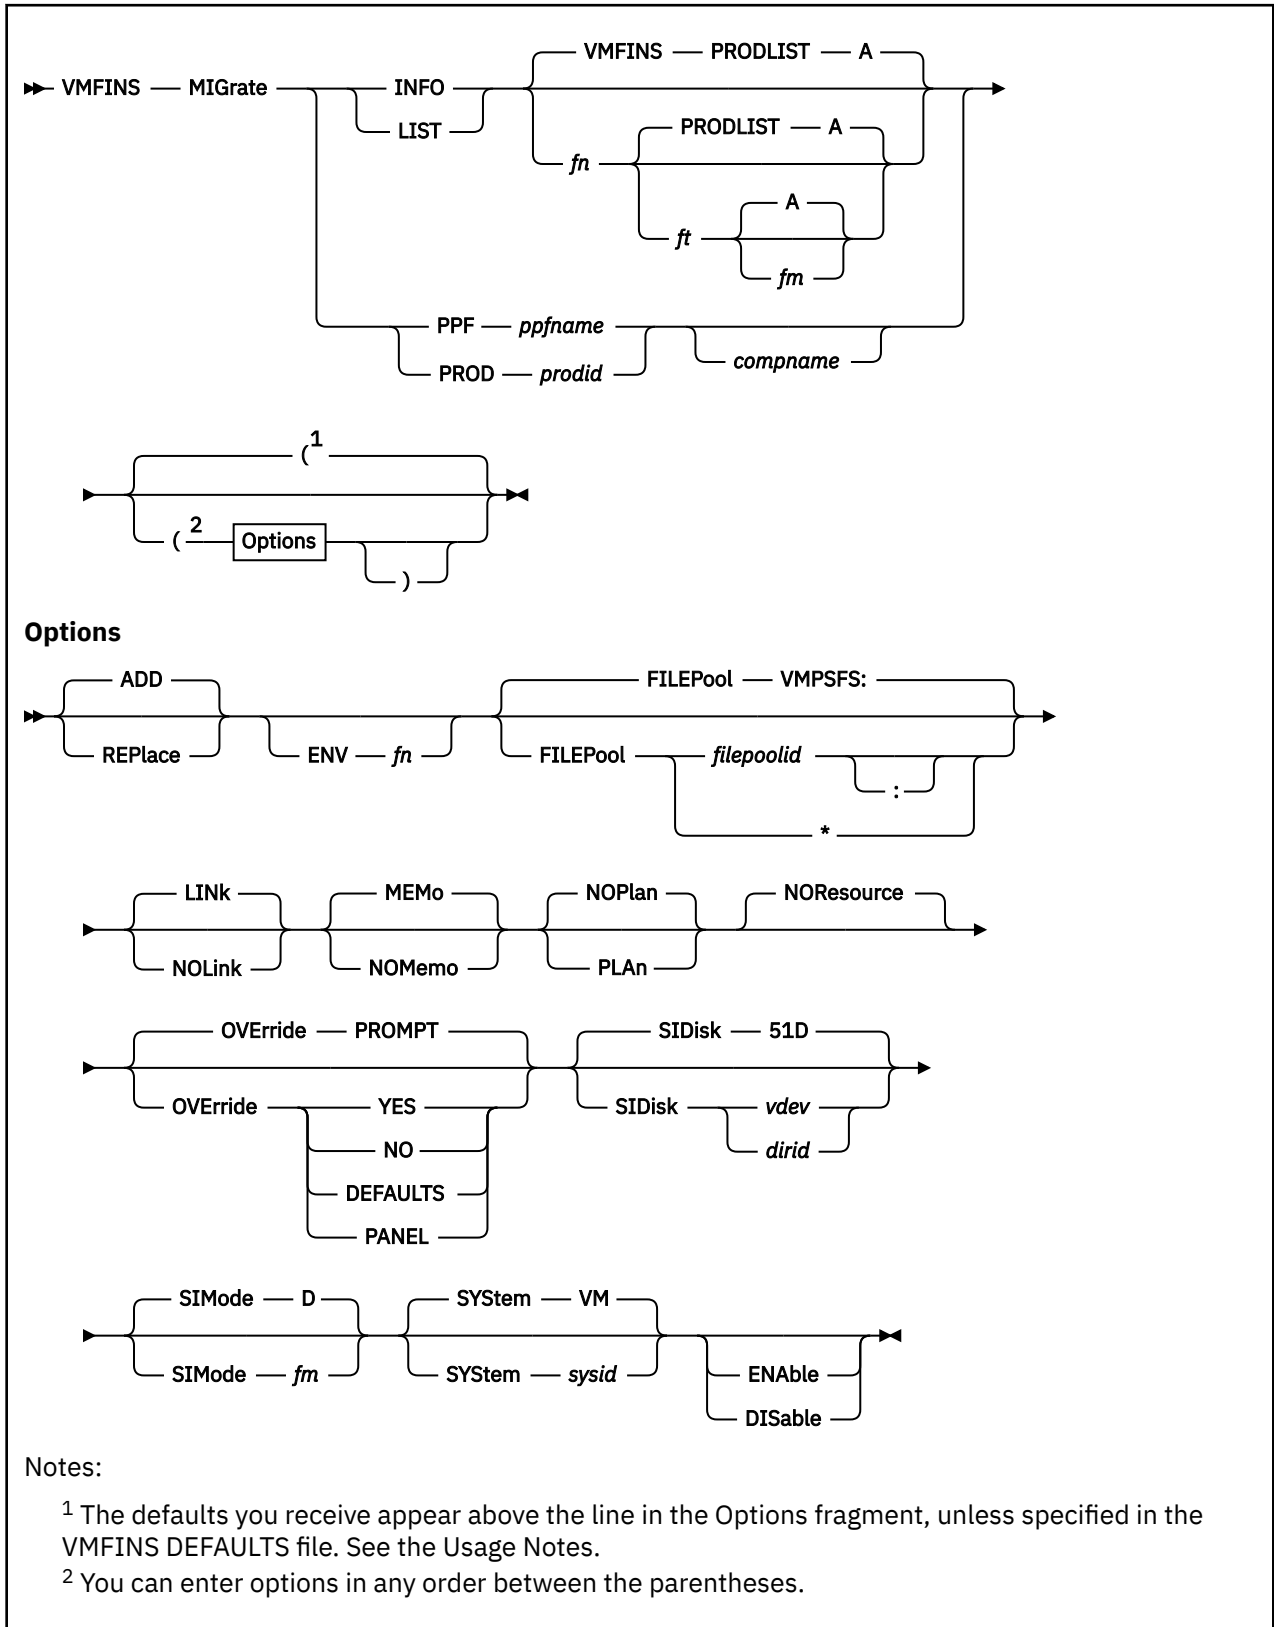 VMFINS PRODLIST A
VMFINS MIGrate INFO
PRODLIST A
LIST
fn
A
ft
fm
PPF ppfname
PROD prodid compname
( 1
( 2 Options
)
Options
ADD FILEPool VMPSFS:
REPlace ENV fn FILEPool filepoolid
:
*
LINk MEMo NOPlan NOResource
NOLink NOMemo PLAn
OVErride PROMPT SIDisk 51D
OVErride YES SIDisk vdev
NO dirid
DEFAULTS
PANEL
SIMode D SYStem VM
SIMode fm SYStem sysid ENAble
DISable
Notes:
1 The defaults you receive appear above the line in the Options fragment, unless specified in the
VMFINS DEFAULTS file. See the Usage Notes.
2 You can enter options in any order between the parentheses.